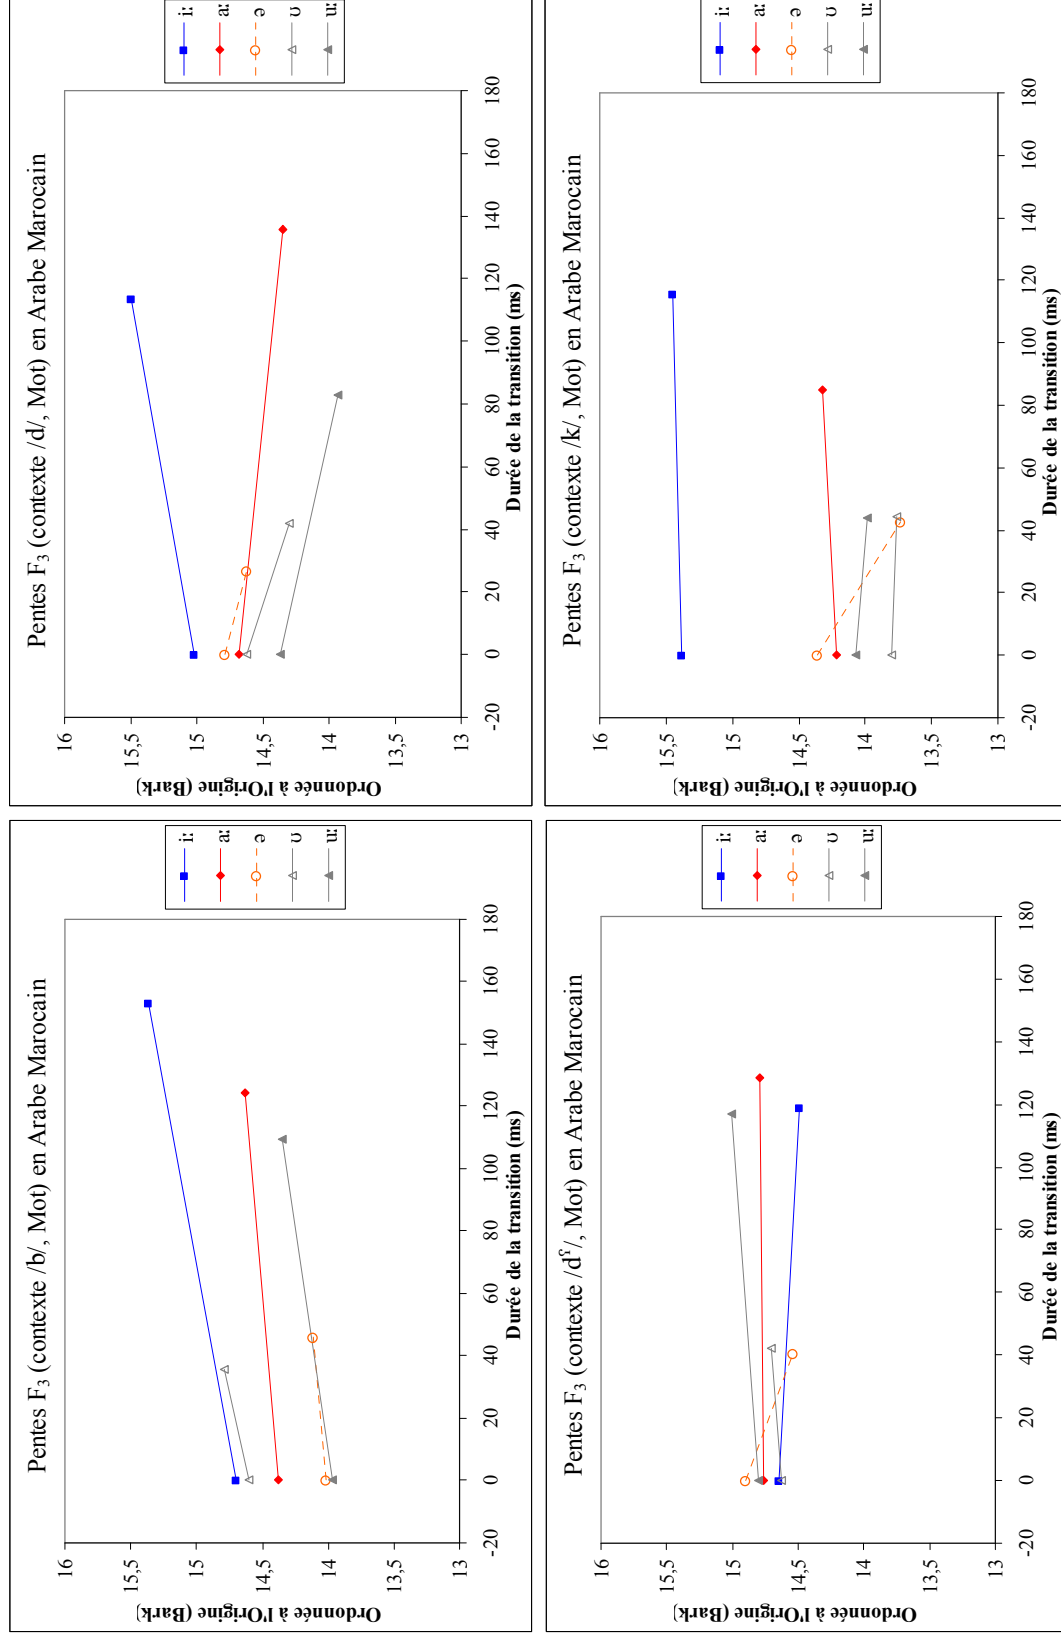 Pentes F3 (contexte /b/, Mot) en Arabe Marocain
16
15,5
15
14,5
14
13,5
13
-20 0 20 40 60 80 100 120 140 160 180
Durée de la transition (ms)
Ordonnée à l'Origine (Bark)
iː
aː
ə
ʊ
uː
Pentes F3 (contexte /d/, Mot) en Arabe Marocain
16
15,5
15
14,5
14
13,5
13
-20 0 20 40 60 80 100 120 140 160 180
Durée de la transition (ms)
Ordonnée à l'Origine (Bark)
iː
aː
ə
ʊ
uː
Pentes F3 (contexte /dˤ/, Mot) en Arabe Marocain
16
15
14,5
14
13,5
13
-20 0 20 40 60 80 100 120 140 160 180
Durée de la transition (ms)
Ordonnée à l'Origine (Bark)
iː
aː
ə
ʊ
uː
Pentes F3 (contexte /k/, Mot) en Arabe Marocain
16
15,5
15
14,5
14
13,5
13
-20 0 20 40 60 80 100 120 140 160 180
Durée de la transition (ms)
Ordonnée à l'Origine (Bark)
iː
aː
ə
ʊ
uː